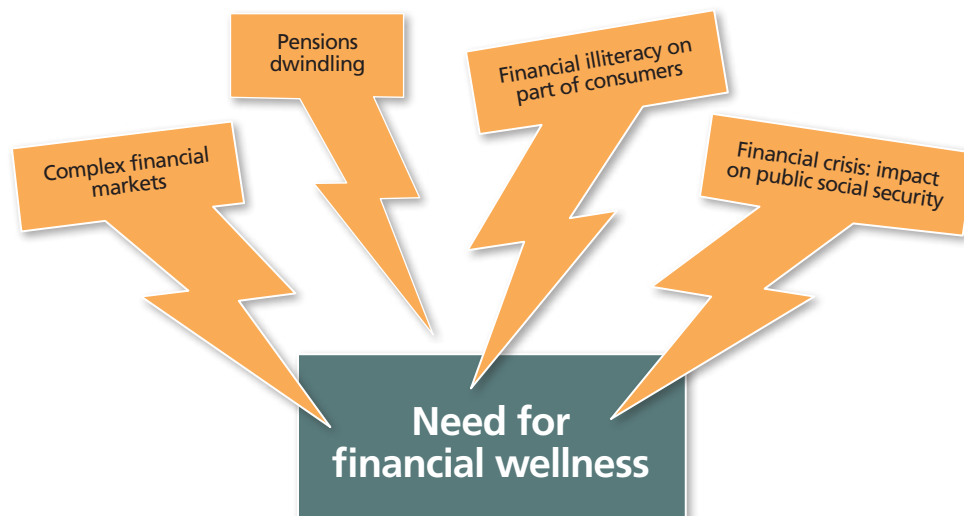 Complex financial
markets
Pensions
dwindling
Financial illiteracy on
part of consumers
Financial crisis: impact
on public social security
Need for
financial wellness